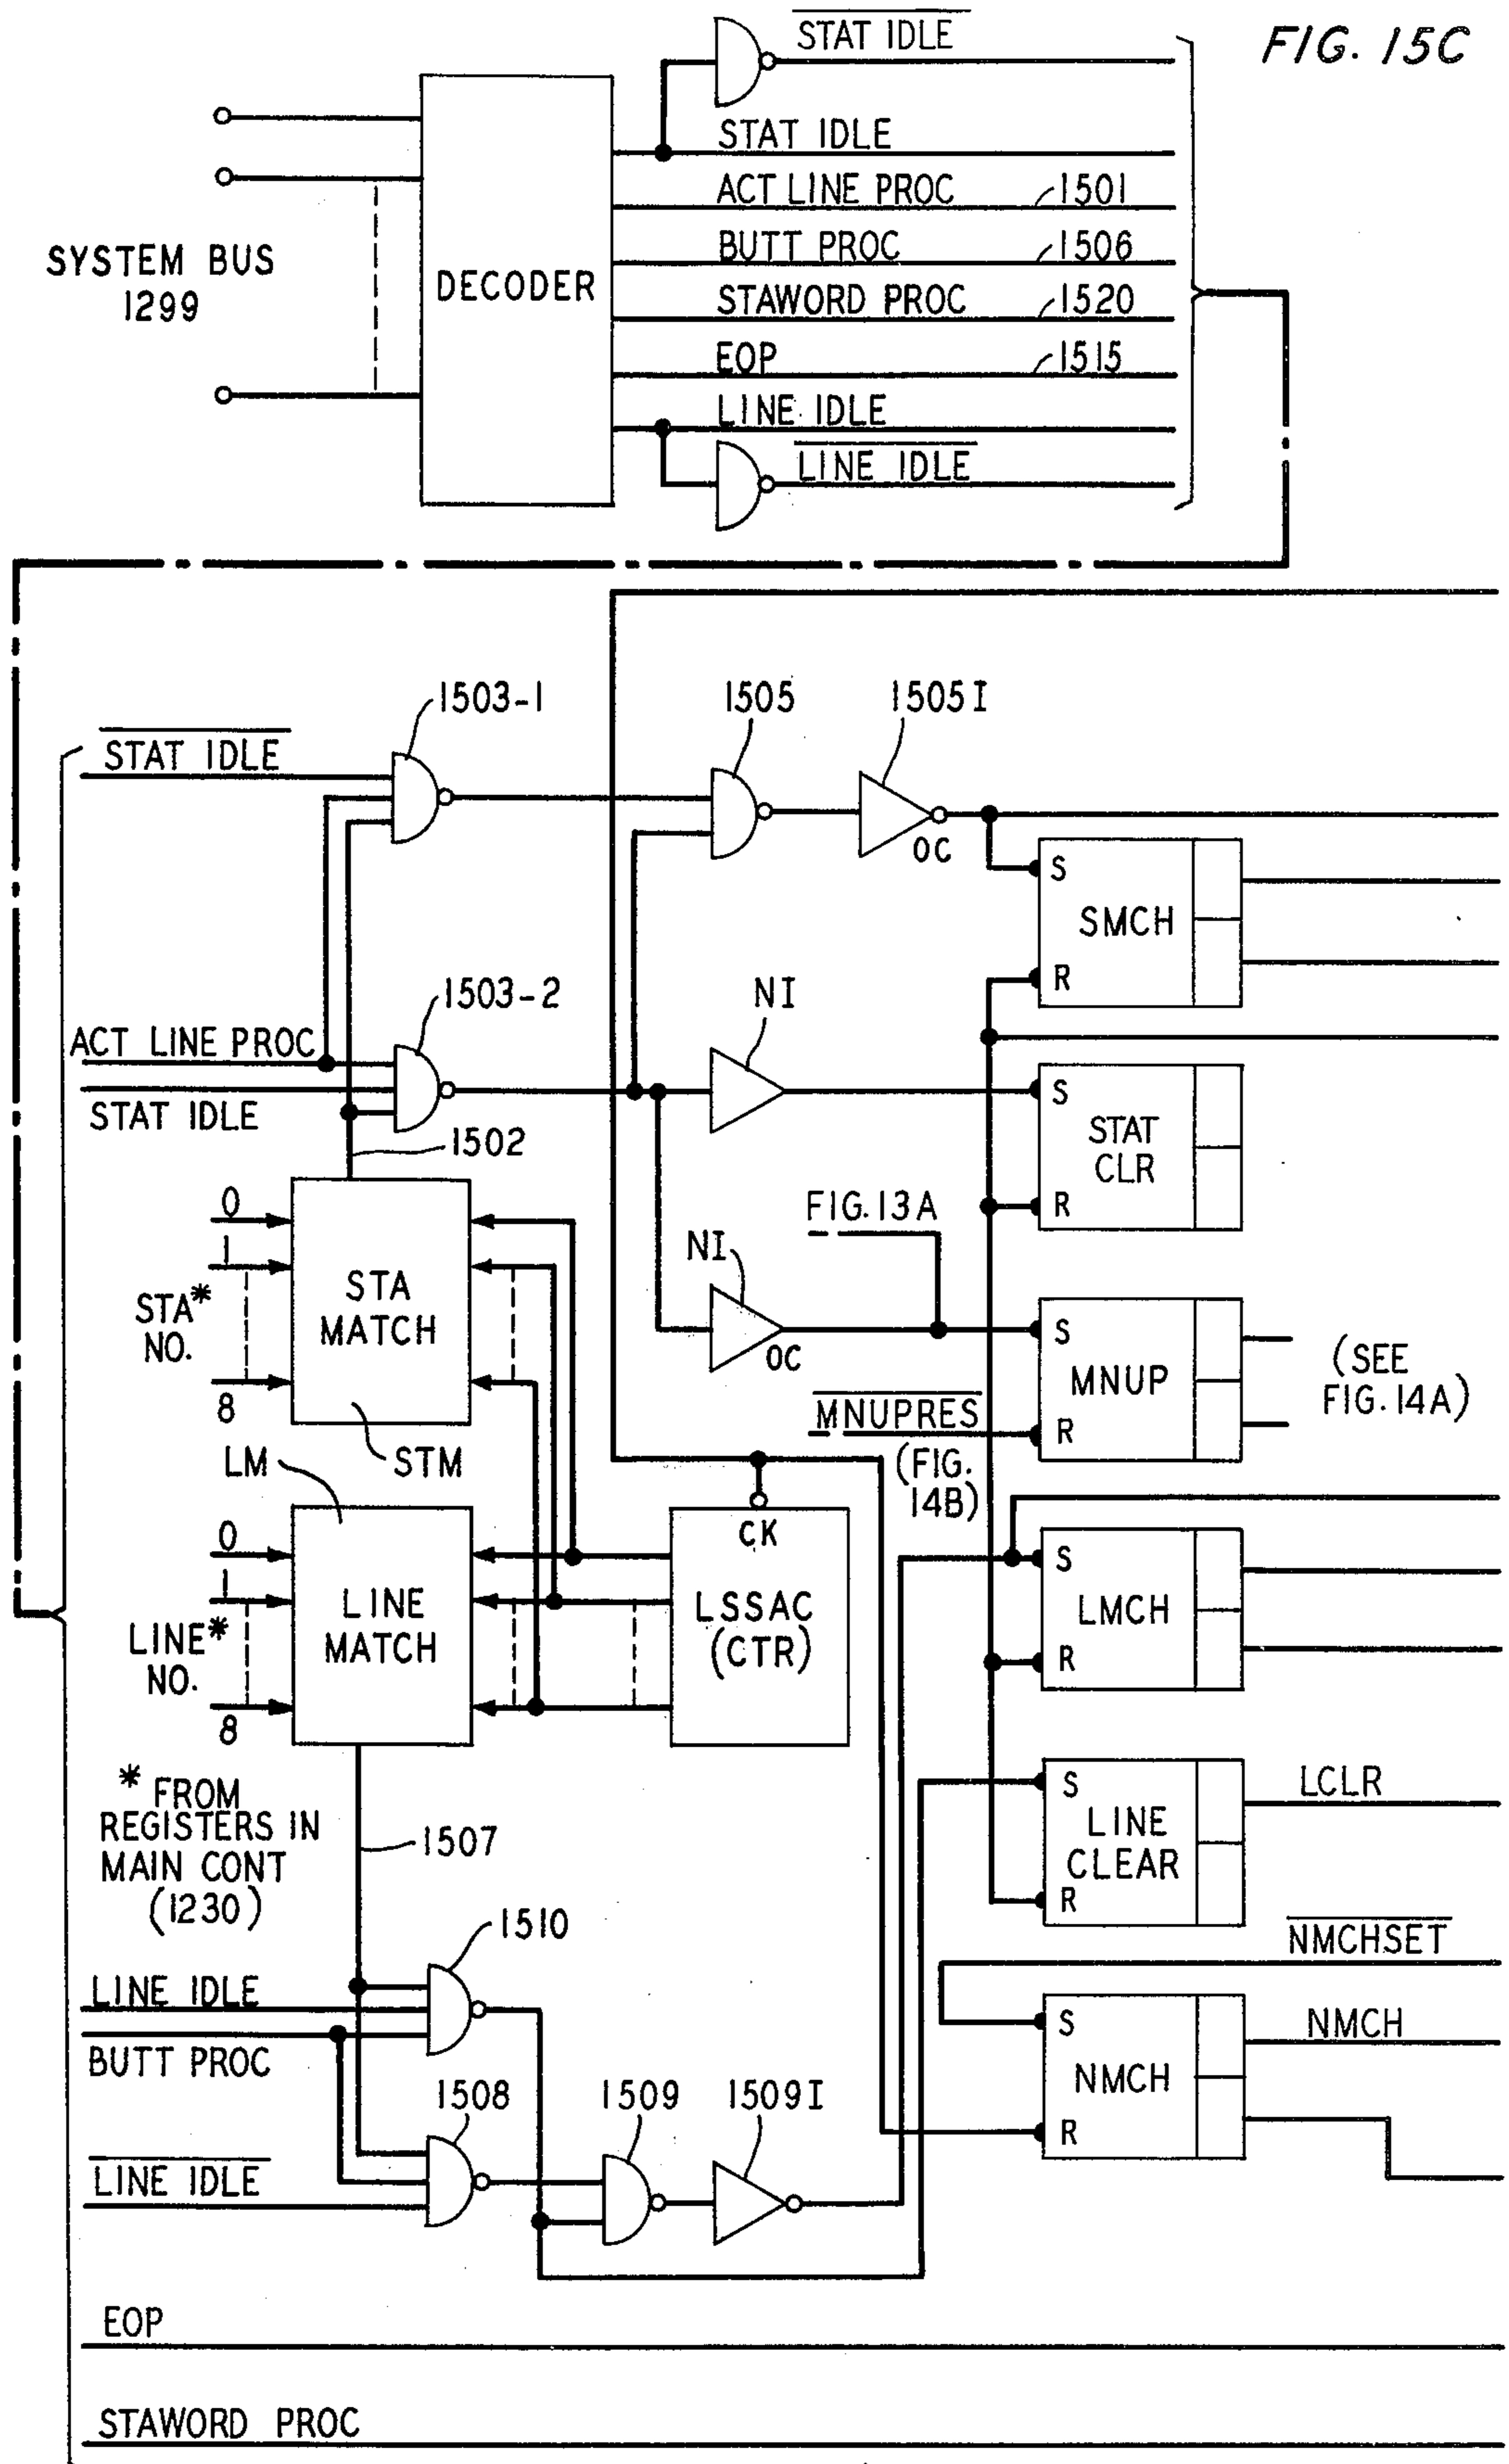 FIG. 15C
STAT IDLE
STAT IDLE
ACT LINE PROC 1501
BUTT PROC 1506
STAWORD PROC 1520
EOP 1515
LINE IDLE
LINE IDLE
SYSTEM BUS
1299
DECODER
1503-1
1505
1505I
STAT IDLE
OC
S
SMCH
R
1503-2
NI
ACT LINE PROC
STAT IDLE
1502
S
STAT
CLR
R
FIG. 13A
NI
OC
0
1
STA*
NO.
8
STA
MATCH
STM
S
MNUP
R
(SEE
FIG. 14A)
MNUPRES
(FIG.
14B)
LM
0
1
LINE*
NO.
8
LINE
MATCH
CK
LSSAC
(CTR)
S
LMCH
R
* FROM
REGISTERS IN
MAIN CONT
(1230)
1507
S
LINE
CLEAR
R
LCLR
1510
LINE IDLE
BUTT PROC
NMCHSET
S
NMCH
R
NMCH
1508
1509
1509I
LINE IDLE
EOP
STAWORD PROC